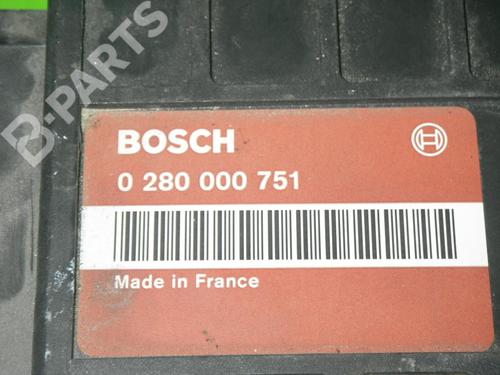 B-PARTS
BOSCH
0 280 000 751
Made in France